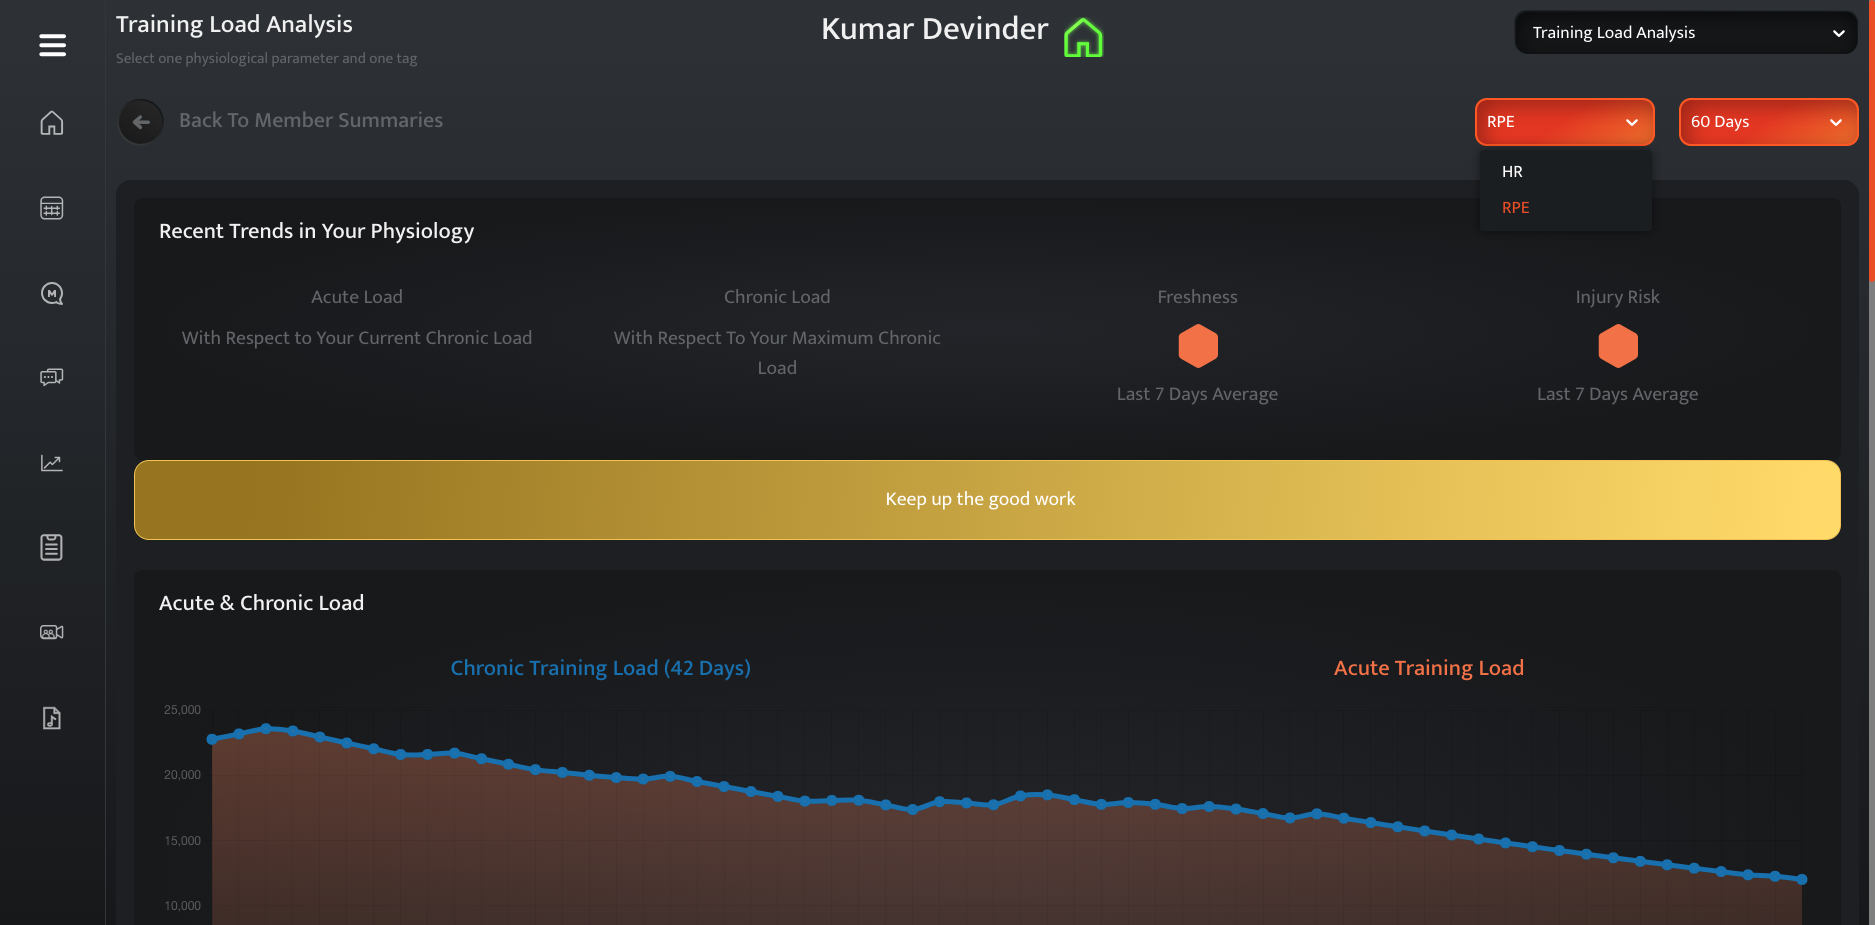 Training Load Analysis
Select one physiological parameter and one tag
Kumar Devinder
Training Load Analysis
Back To Member Summaries
RPE
60 Days
HR
RPE
Recent Trends in Your Physiology
Acute Load
With Respect to Your Current Chronic Load
Chronic Load
With Respect To Your Maximum Chronic
Load
Freshness
Last 7 Days Average
Injury Risk
Last 7 Days Average
Keep up the good work
Acute & Chronic Load
Chronic Training Load (42 Days)
Acute Training Load
25,000
20,000
15,000
10,000
M